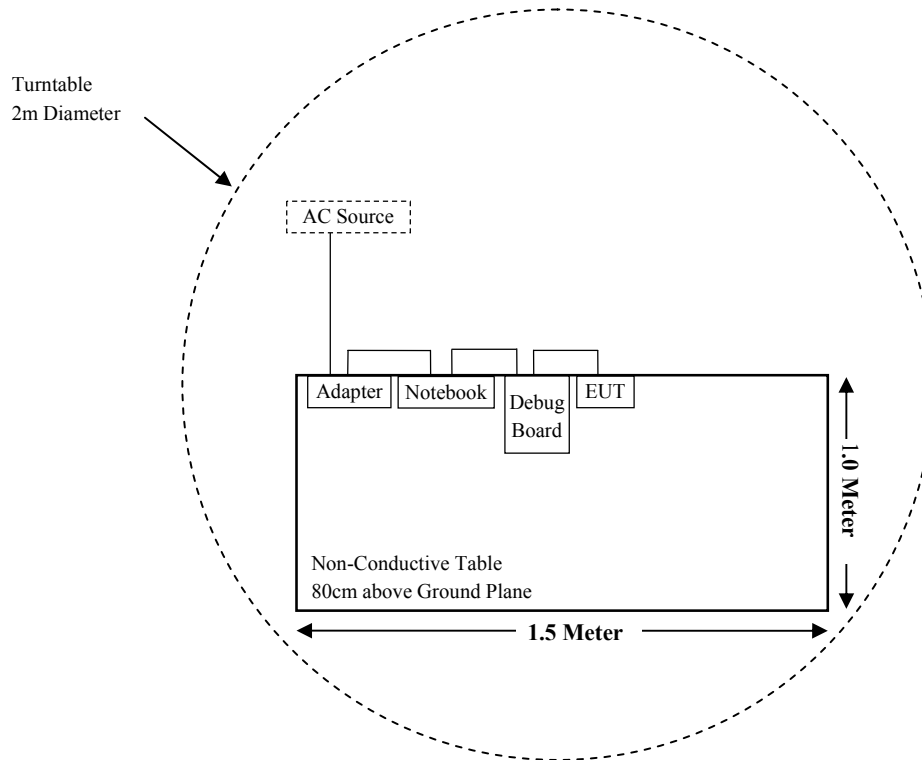 Turntable
2m Diameter
AC Source
Adapter
Notebook
Debug
Board
EUT
1.0 Meter
Non-Conductive Table
80cm above Ground Plane
1.5 Meter